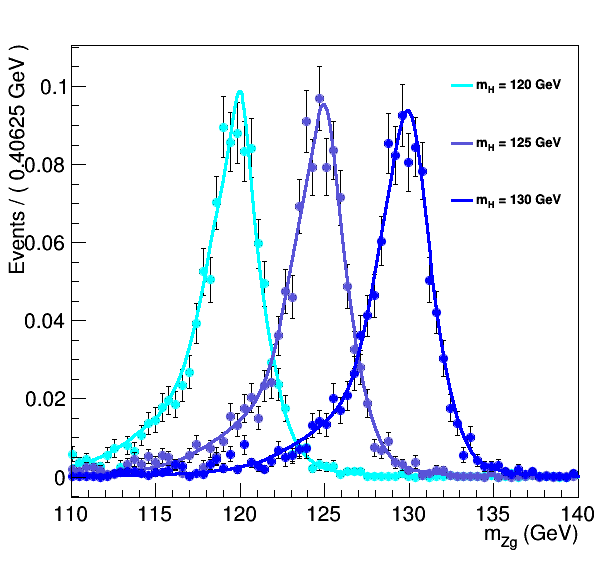 Events / ( 0.40625 GeV )
0.1
0.08
0.06
0.04
0.02
0
110 115 120 125 130 135 140
m_Zg (GeV)
m_H = 120 GeV
m_H = 125 GeV
m_H = 130 GeV